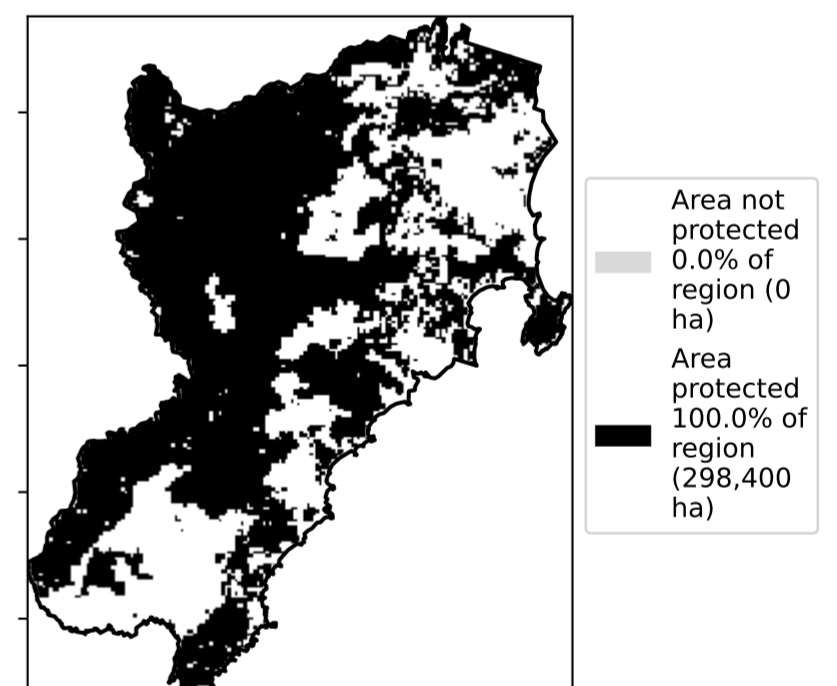 Area not
protected
0.0% of
region (0
ha)
Area
protected
100.0% of
region
(298,400
ha)